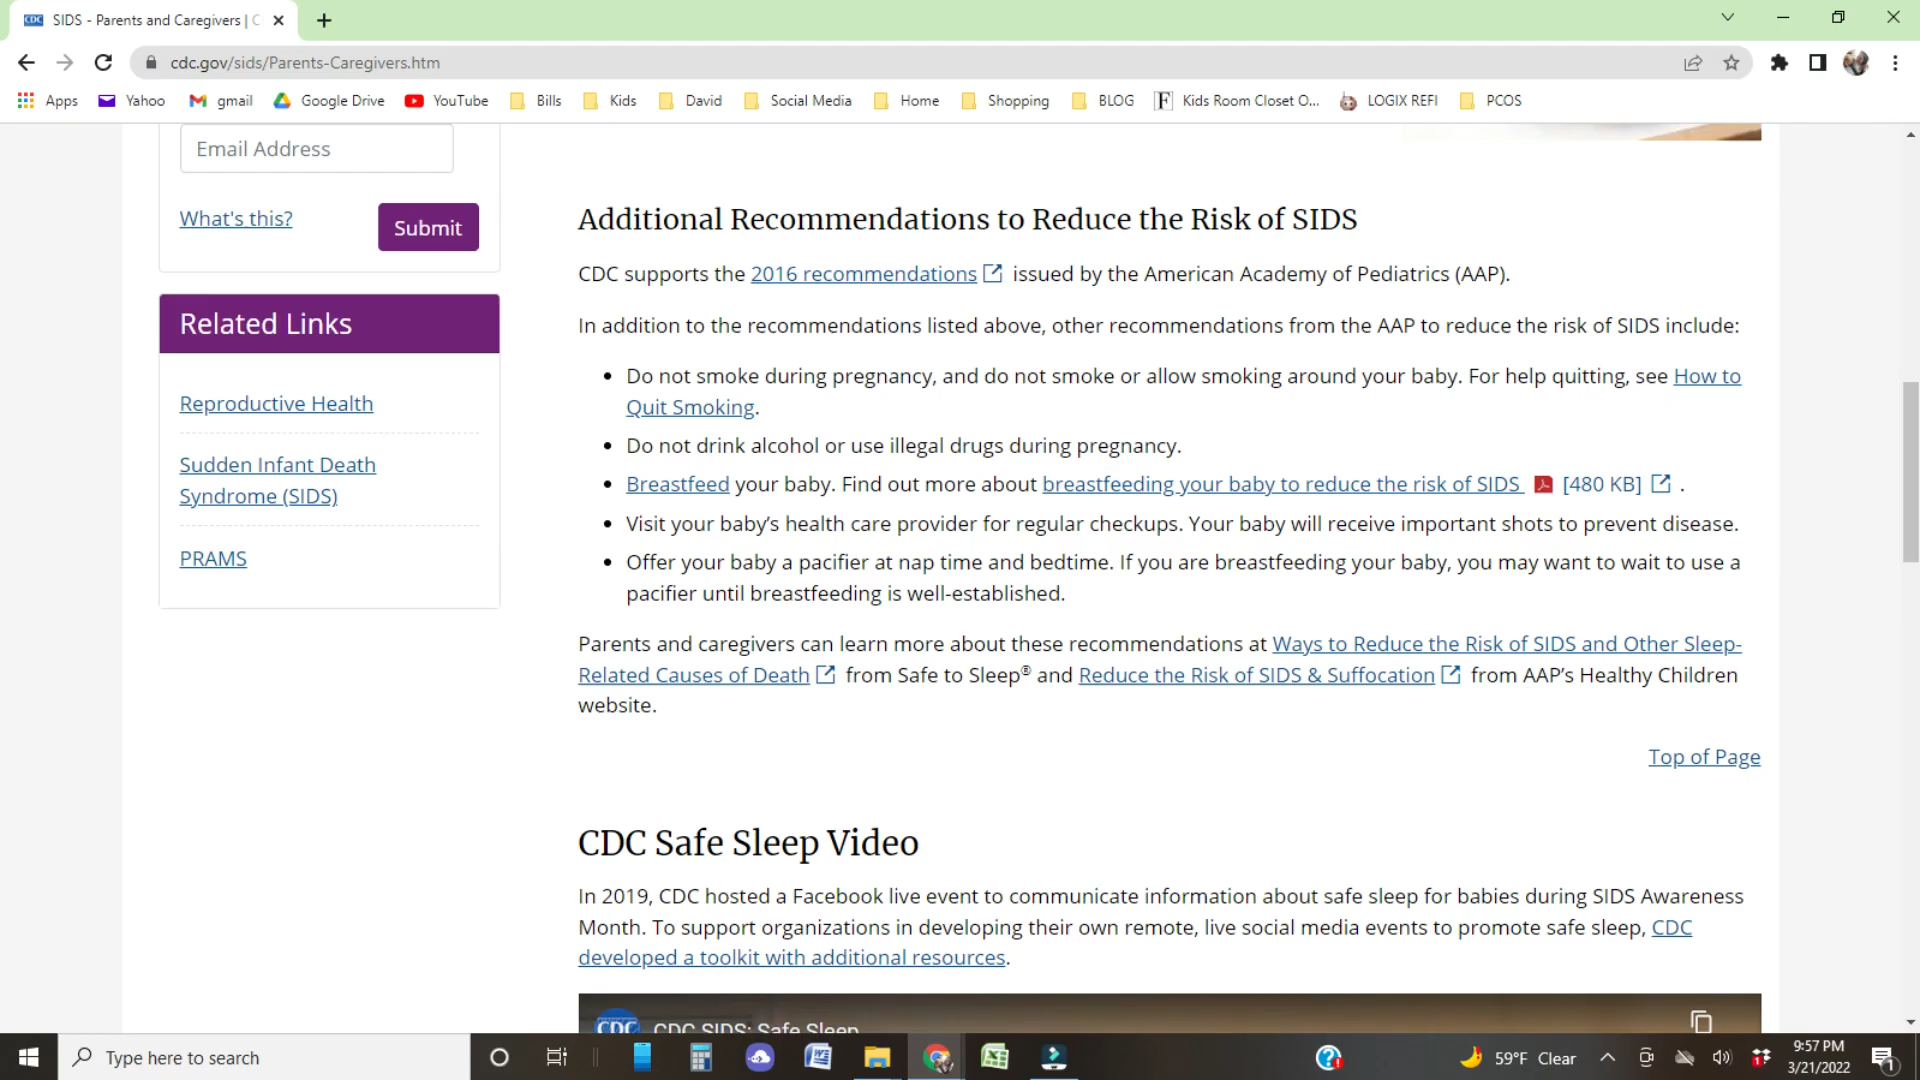 CDC SIDS - Parents and Caregivers | C
cdc.gov/sids/Parents-Caregivers.htm
Apps Yahoo gmail Google Drive YouTube Bills Kids David Social Media Home Shopping BLOG F Kids Room Closet O... LOGIX REFI PCOS
Email Address
What's this?
Submit
Related Links
Reproductive Health
Sudden Infant Death
Syndrome (SIDS)
PRAMS
Additional Recommendations to Reduce the Risk of SIDS
CDC supports the 2016 recommendations issued by the American Academy of Pediatrics (AAP).
In addition to the recommendations listed above, other recommendations from the AAP to reduce the risk of SIDS include:
• Do not smoke during pregnancy, and do not smoke or allow smoking around your baby. For help quitting, see How to
Quit Smoking.
• Do not drink alcohol or use illegal drugs during pregnancy.
• Breastfeed your baby. Find out more about breastfeeding your baby to reduce the risk of SIDS [480 KB] .
• Visit your baby’s health care provider for regular checkups. Your baby will receive important shots to prevent disease.
• Offer your baby a pacifier at nap time and bedtime. If you are breastfeeding your baby, you may want to wait to use a
pacifier until breastfeeding is well-established.
Parents and caregivers can learn more about these recommendations at Ways to Reduce the Risk of SIDS and Other Sleep-
Related Causes of Death from Safe to Sleep® and Reduce the Risk of SIDS & Suffocation from AAP’s Healthy Children
website.
Top of Page
CDC Safe Sleep Video
In 2019, CDC hosted a Facebook live event to communicate information about safe sleep for babies during SIDS Awareness
Month. To support organizations in developing their own remote, live social media events to promote safe sleep, CDC
developed a toolkit with additional resources.
CDC CDC SIDS: Safe Sleep
Type here to search
59°F Clear
9:57 PM
3/21/2022
1